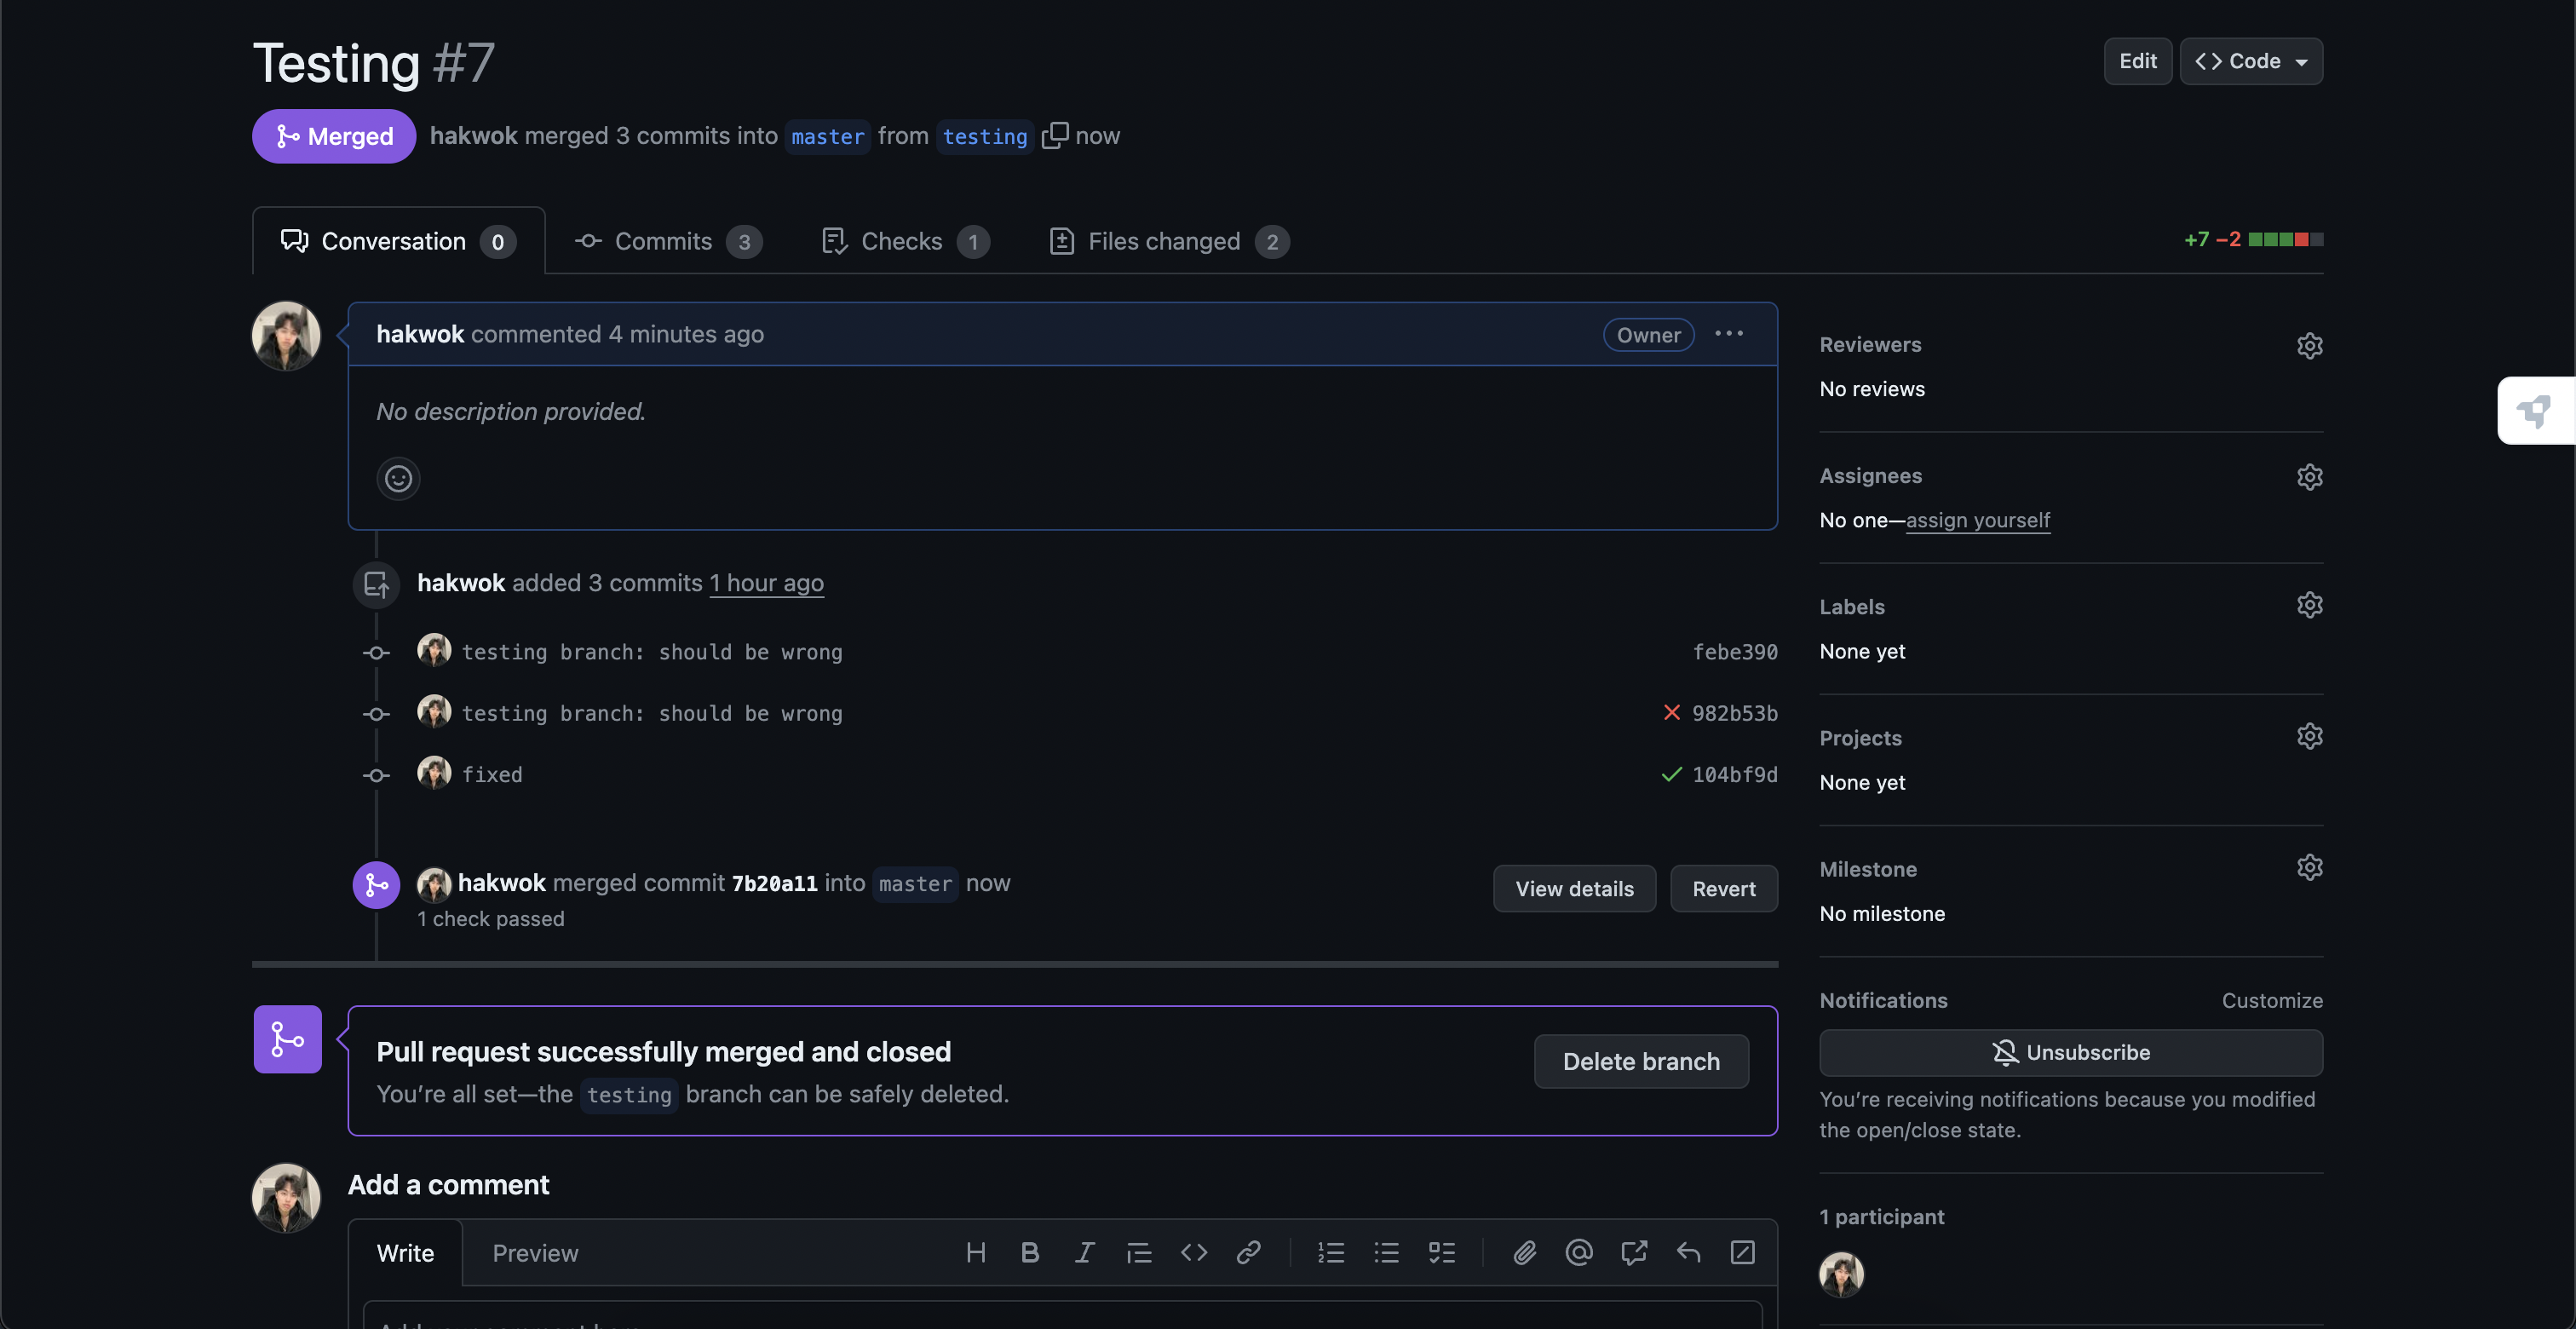 Testing #7
Edit
Code
Merged
hakwok merged 3 commits into master from testing now
Conversation 0
Commits 3
Checks 1
Files changed 2
+7 −2
hakwok commented 4 minutes ago
Owner
No description provided.
hakwok added 3 commits 1 hour ago
testing branch: should be wrong
febe390
testing branch: should be wrong
982b53b
fixed
104bf9d
hakwok merged commit 7b20a11 into master now
1 check passed
View details
Revert
Pull request successfully merged and closed
You’re all set—the testing branch can be safely deleted.
Delete branch
Add a comment
Write
Preview
Reviewers
No reviews
Assignees
No one—assign yourself
Labels
None yet
Projects
None yet
Milestone
No milestone
Notifications
Customize
Unsubscribe
You’re receiving notifications because you modified
the open/close state.
1 participant